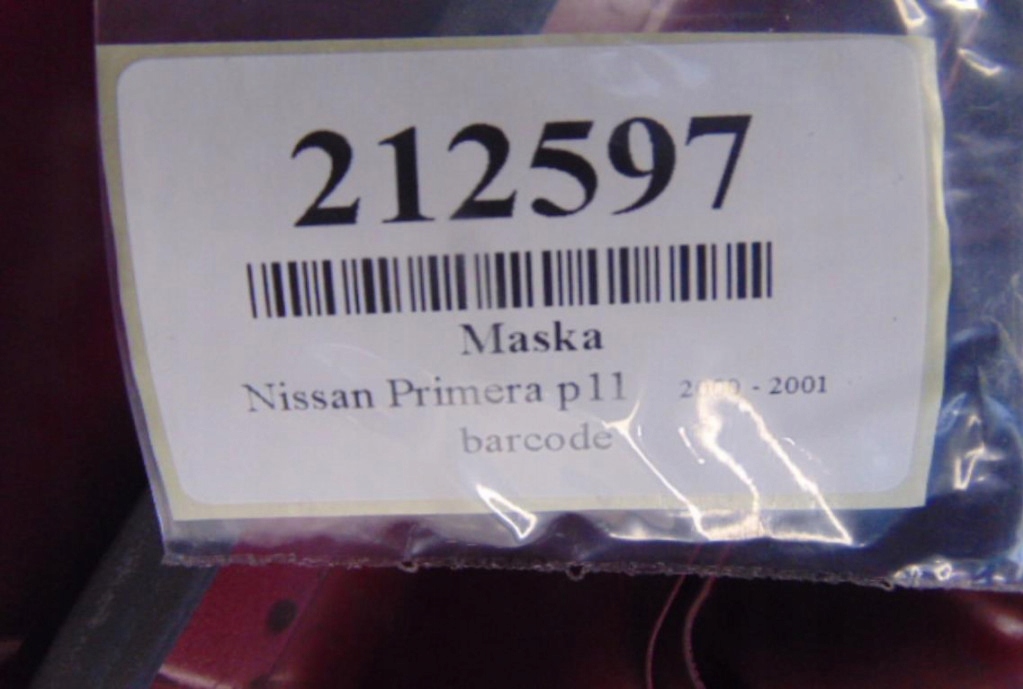 212597
Maska
Nissan Primera p11 - 2001
barcode